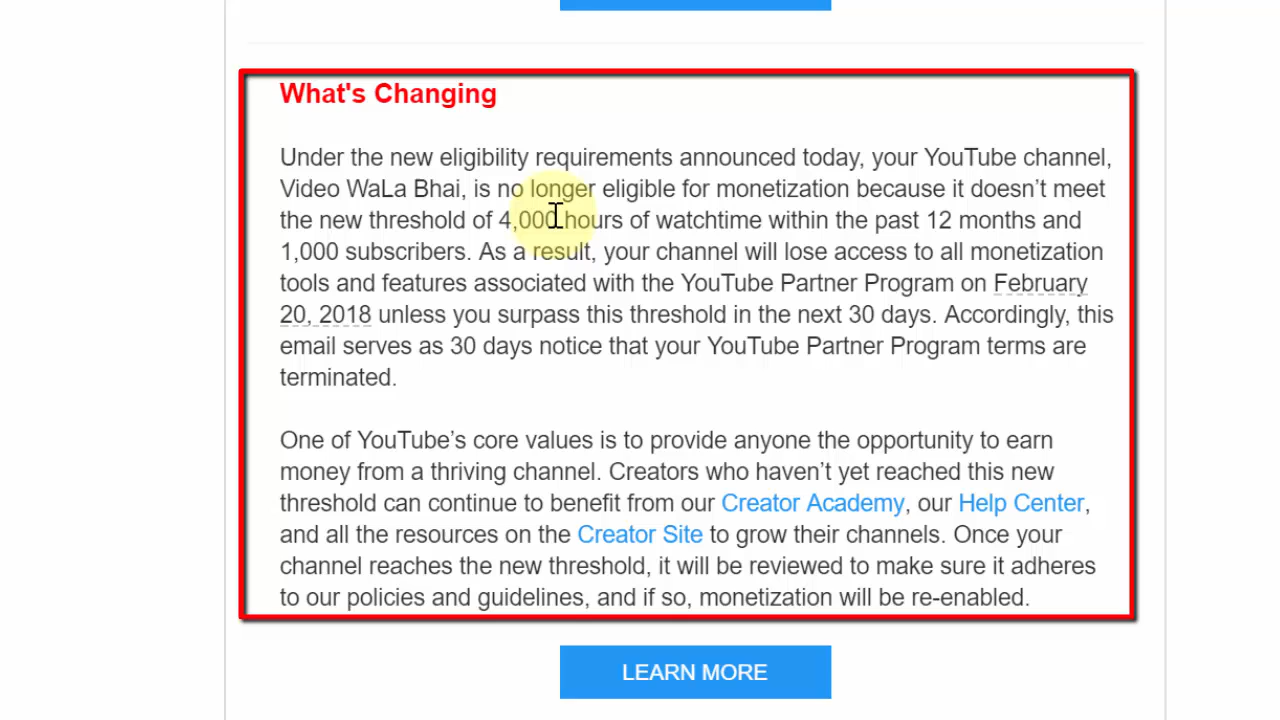 What's Changing
Under the new eligibility requirements announced today, your YouTube channel,
Video WaLa Bhai, is no longer eligible for monetization because it doesn’t meet
the new threshold of 4,000 hours of watchtime within the past 12 months and
1,000 subscribers. As a result, your channel will lose access to all monetization
tools and features associated with the YouTube Partner Program on February
20, 2018 unless you surpass this threshold in the next 30 days. Accordingly, this
email serves as 30 days notice that your YouTube Partner Program terms are
terminated.
One of YouTube’s core values is to provide anyone the opportunity to earn
money from a thriving channel. Creators who haven’t yet reached this new
threshold can continue to benefit from our Creator Academy, our Help Center,
and all the resources on the Creator Site to grow their channels. Once your
channel reaches the new threshold, it will be reviewed to make sure it adheres
to our policies and guidelines, and if so, monetization will be re-enabled.
LEARN MORE